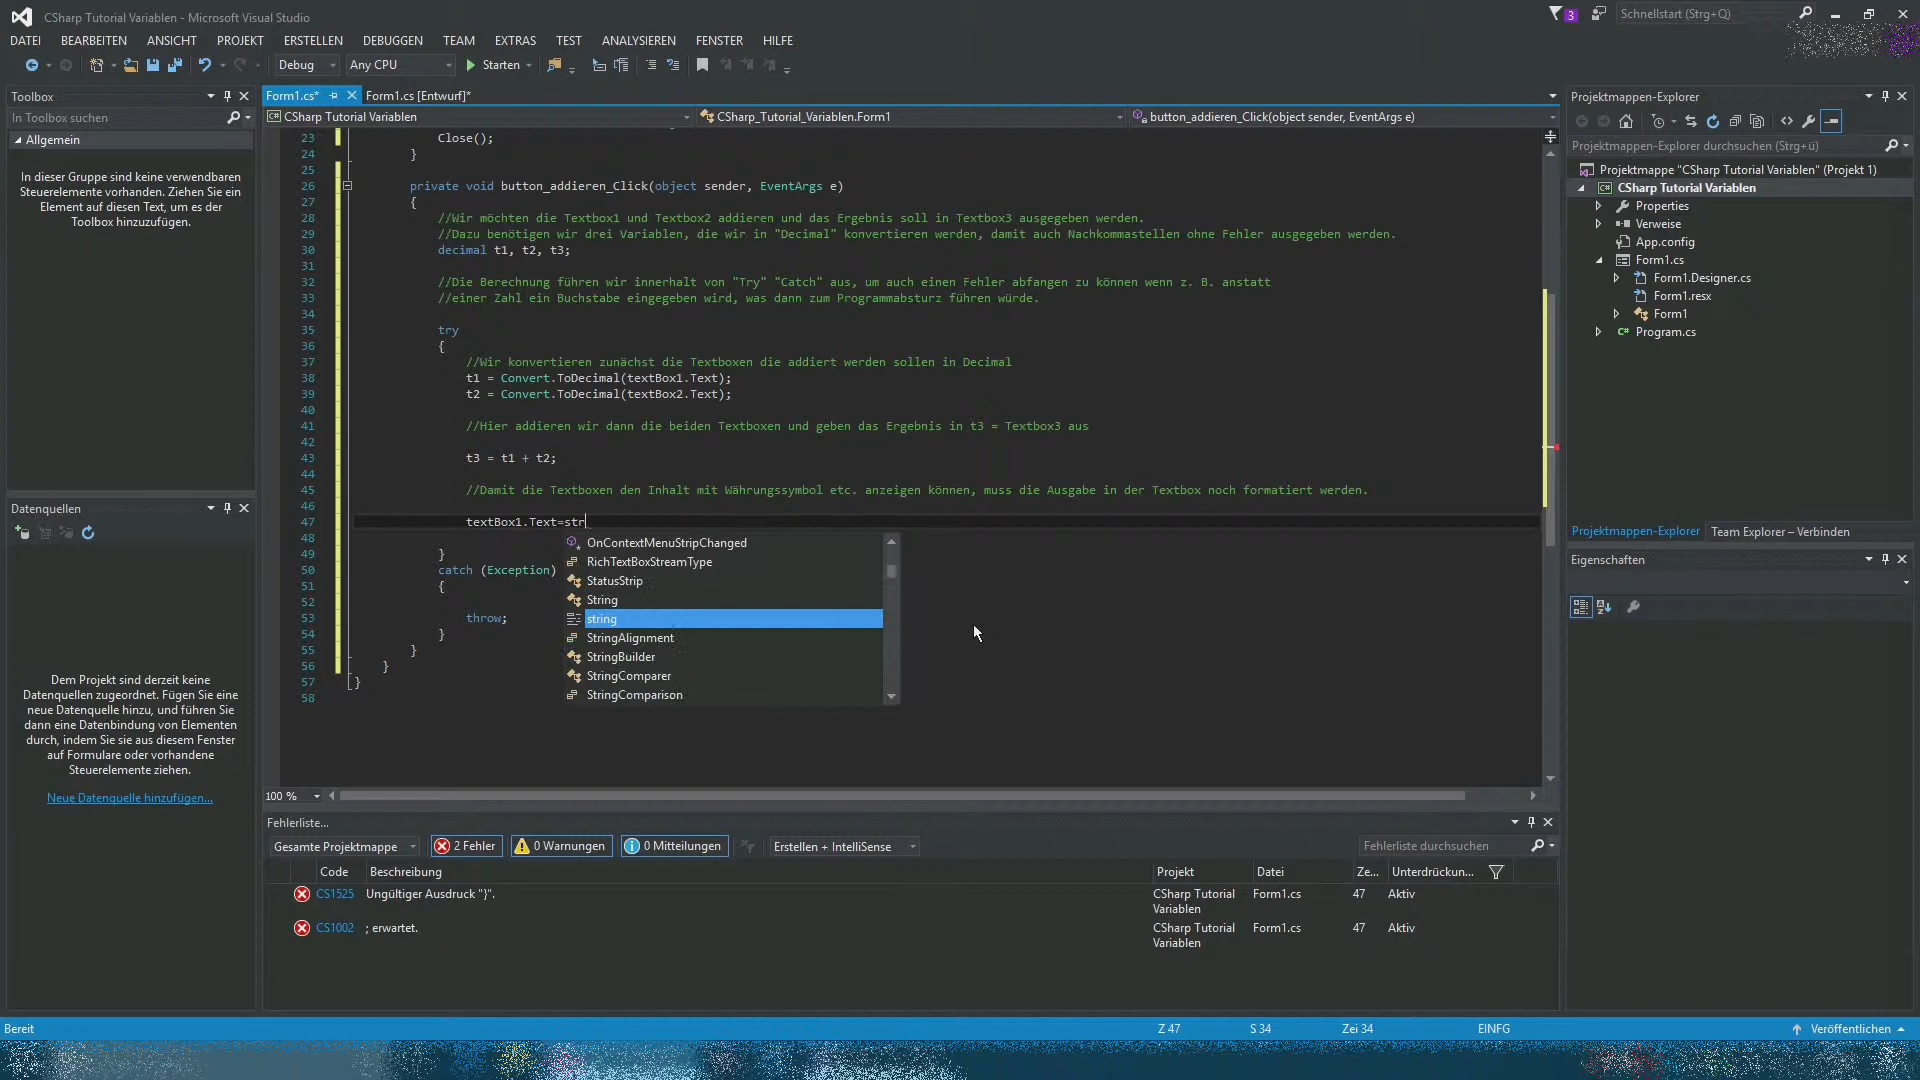 CSharp Tutorial Variablen - Microsoft Visual Studio
3
Schnellstart (Strg+Q)
DATEI BEARBEITEN ANSICHT PROJEKT ERSTELLEN DEBUGGEN TEAM EXTRAS TEST ANALYSIEREN FENSTER HILFE
Debug Any CPU Starten
Toolbox
In Toolbox suchen
Allgemein
In dieser Gruppe sind keine verwendbaren
Steuerelemente vorhanden. Ziehen Sie ein
Element auf diesen Text, um es der
Toolbox hinzuzufügen.
Datenquellen
Dem Projekt sind derzeit keine
Datenquellen zugeordnet. Fügen Sie eine
neue Datenquelle hinzu, und führen Sie
dann eine Datenbindung von Elementen
durch, indem Sie sie aus diesem Fenster
auf Formulare oder vorhandene
Steuerelemente ziehen.
Neue Datenquelle hinzufügen...
Form1.cs* Form1.cs [Entwurf]*
CSharp Tutorial Variablen CSharp_Tutorial_Variablen.Form1 button_addieren_Click(object sender, EventArgs e)
23 Close();
24 }
25
26 private void button_addieren_Click(object sender, EventArgs e)
27 {
28 //Wir möchten die Textbox1 und Textbox2 addieren und das Ergebnis soll in Textbox3 ausgegeben werden.
29 //Dazu benötigen wir drei Variablen, die wir in "Decimal" konvertieren werden, damit auch Nachkommastellen ohne Fehler ausgegeben werden.
30 decimal t1, t2, t3;
31
32 //Die Berechnung führen wir innerhalt von "Try" "Catch" aus, um auch einen Fehler abfangen zu können wenn z. B. anstatt
33 //einer Zahl ein Buchstabe eingegeben wird, was dann zum Programmabsturz führen würde.
34
35 try
36 {
37 //Wir konvertieren zunächst die Textboxen die addiert werden sollen in Decimal
38 t1 = Convert.ToDecimal(textBox1.Text);
39 t2 = Convert.ToDecimal(textBox2.Text);
40
41 //Hier addieren wir dann die beiden Textboxen und geben das Ergebnis in t3 = Textbox3 aus
42
43 t3 = t1 + t2;
44
45 //Damit die Textboxen den Inhalt mit Währungssymbol etc. anzeigen können, muss die Ausgabe in der Textbox noch formatiert werden.
46
47 textBox1.Text=str
48
49 }
50 catch (Exception)
51 {
52
53 throw;
54 }
55 }
56 }
57 }
58
OnContextMenuStripChanged
RichTextBoxStreamType
StatusStrip
String
string
StringAlignment
StringBuilder
StringComparer
StringComparison
100 %
Fehlerliste...
Gesamte Projektmappe 2 Fehler 0 Warnungen 0 Mitteilungen Erstellen + IntelliSense Fehlerliste durchsuchen
Code Beschreibung Projekt Datei Ze... Unterdrückun...
CS1525 Ungültiger Ausdruck "}". CSharp Tutorial Form1.cs 47 Aktiv
Variablen
CS1002 ; erwartet. CSharp Tutorial Form1.cs 47 Aktiv
Variablen
Projektmappen-Explorer
Projektmappen-Explorer durchsuchen (Strg+ü)
Projektmappe "CSharp Tutorial Variablen" (Projekt 1)
CSharp Tutorial Variablen
Properties
Verweise
App.config
Form1.cs
Form1.Designer.cs
Form1.resx
Form1
Program.cs
Projektmappen-Explorer Team Explorer – Verbinden
Eigenschaften
Bereit Z 47 S 34 Zei 34 EINFG Veröffentlichen